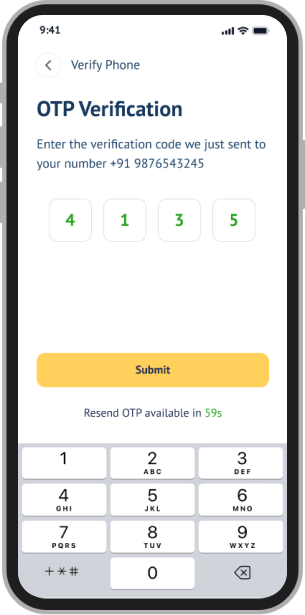 9:41
Verify Phone
OTP Verification
Enter the verification code we just sent to
your number +91 9876543245
4 1 3 5
Submit
Resend OTP available in 59s
1 2 3
ABC DEF
4 5 6
GHI JKL MNO
7 8 9
PQRS TUV WXYZ
+*# 0